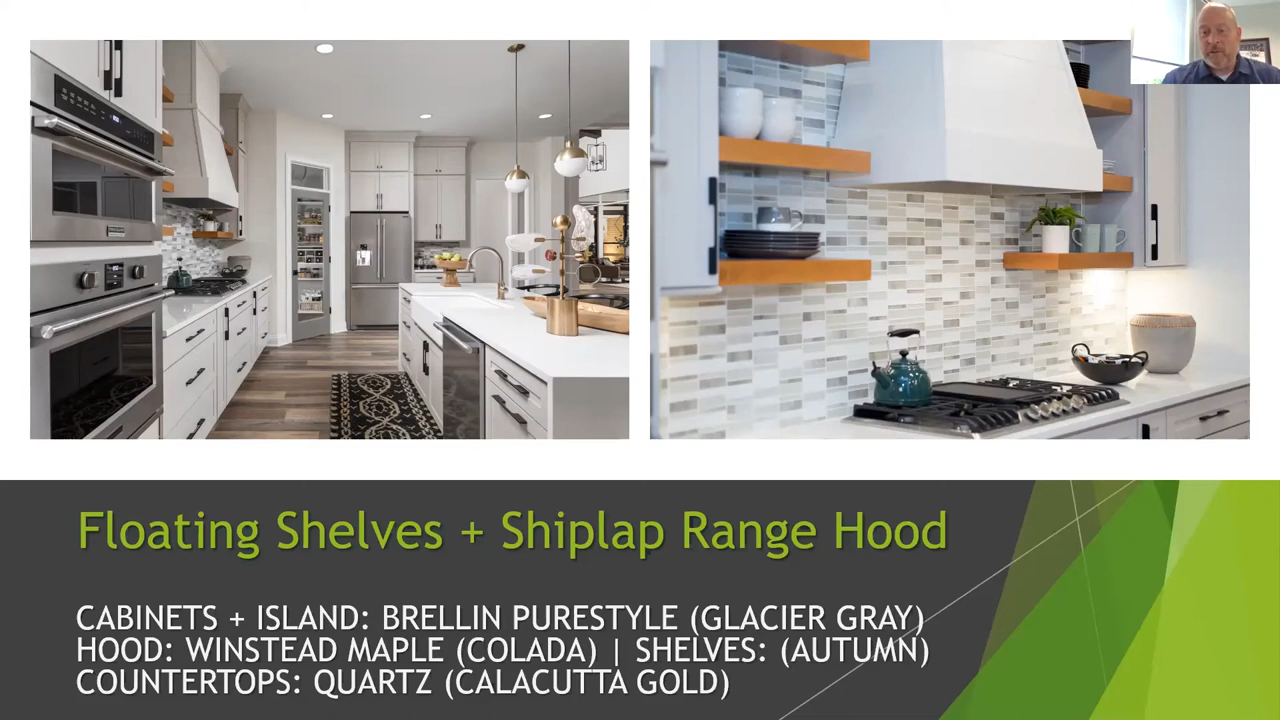 Floating Shelves + Shiplap Range Hood
CABINETS + ISLAND: BRELLIN PURESTYLE (GLACIER GRAY)
HOOD: WINSTEAD MAPLE (COLADA) | SHELVES: (AUTUMN)
COUNTERTOPS: QUARTZ (CALACUTTA GOLD)